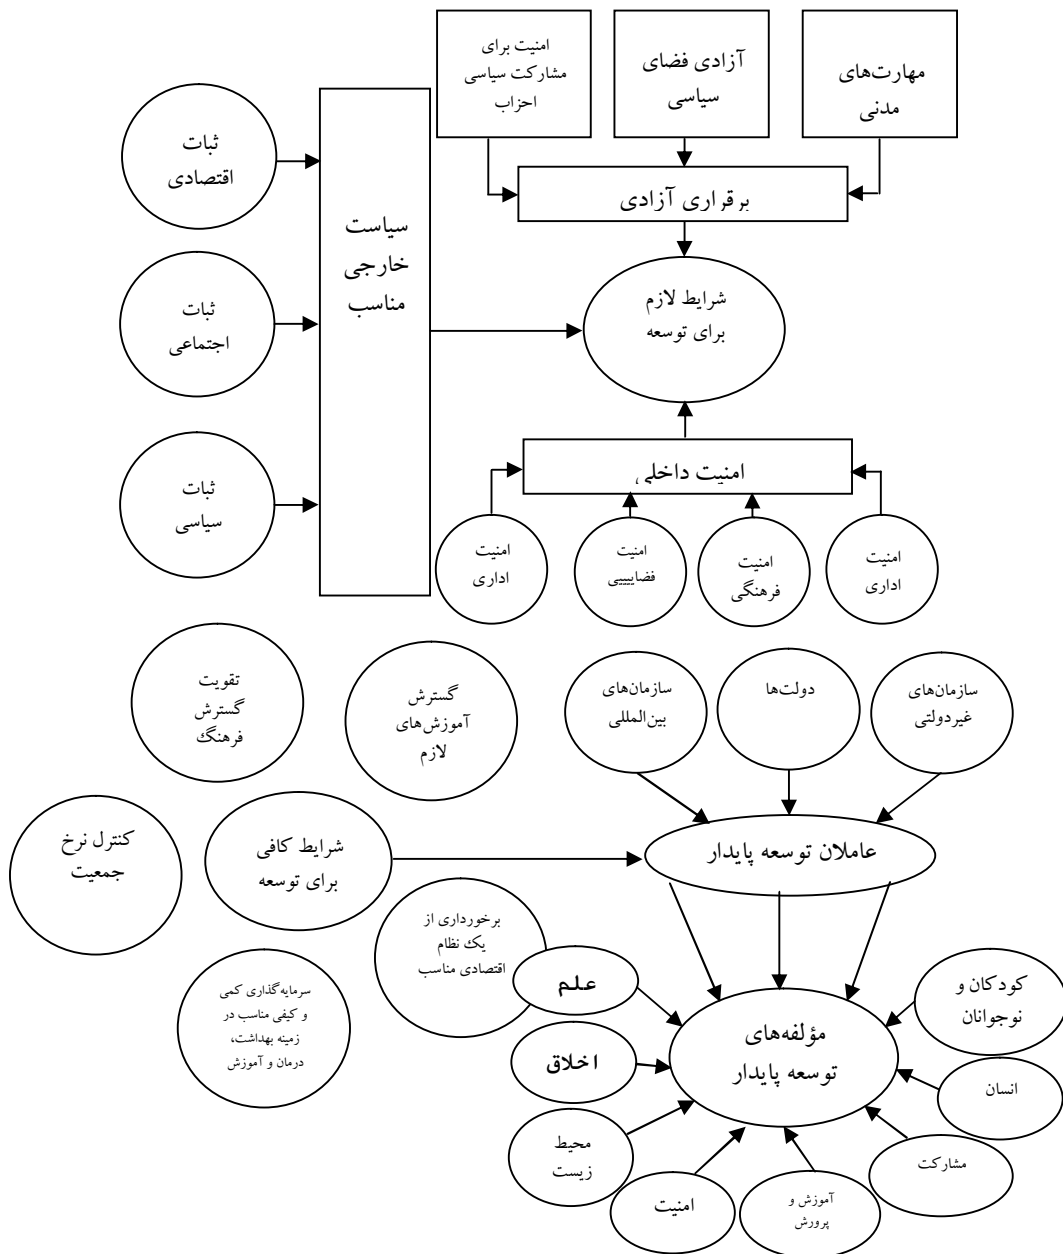 امنیت برای
مشارکت سیاسی
احزاب
آزادی فضای
سیاسی
مهارت‌های
مدنی
ثبات
اقتصادی
سیاست
خارجی
مناسب
برقراری آزادی
ثبات
اجتماعی
شرایط لازم
برای توسعه
ثبات
سیاسی
امنیت داخلی
امنیت
اداری
امنیت
فضاییی
امنیت
فرهنگی
امنیت
اداری
تقویت
گسترش
فرهنگ
گسترش
آموزش‌های
لازم
سازمان‌های
بین‌المللی
دولت‌ها
سازمان‌های
غیردولتی
کنترل نرخ
جمعیت
شرایط کافی
برای توسعه
عاملان توسعه پایدار
برخورداری از
یک نظام
اقتصادی مناسب
سرمایه‌گذاری کمی
و کیفی مناسب در
زمینه بهداشت،
درمان و آموزش
علم
اخلاق
محیط
زیست
امنیت
آموزش و
پرورش
مشارکت
انسان
کودکان و
نوجوانان
مؤلفه‌های
توسعه پایدار